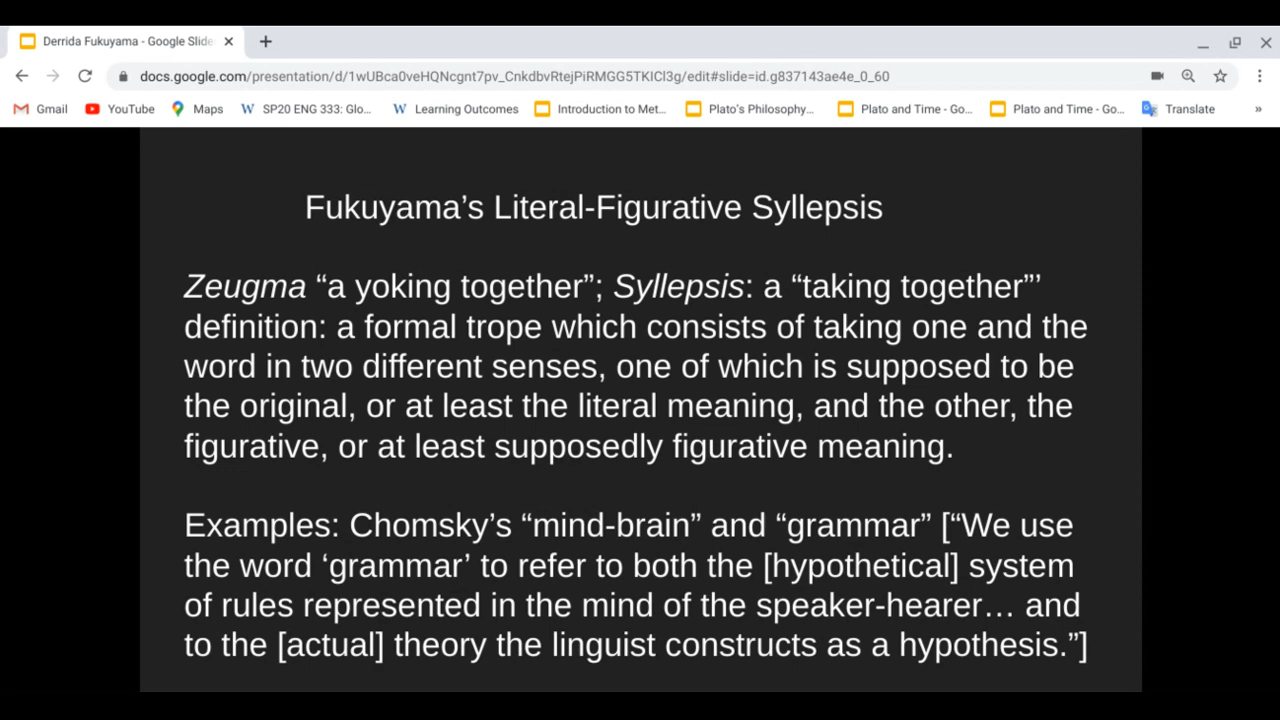 Derrida Fukuyama - Google Slide
docs.google.com/presentation/d/1wUBca0veHQNcgnt7pv_CnkdbvRtejPiRMGG5TKICl3g/edit#slide=id.g837143ae4e_0_60
Gmail YouTube Maps SP20 ENG 333: Glo... Learning Outcomes Introduction to Met... Plato's Philosophy... Plato and Time - Go... Plato and Time - Go... Translate »
Fukuyama’s Literal-Figurative Syllepsis
Zeugma “a yoking together”; Syllepsis: a “taking together”’
definition: a formal trope which consists of taking one and the
word in two different senses, one of which is supposed to be
the original, or at least the literal meaning, and the other, the
figurative, or at least supposedly figurative meaning.
Examples: Chomsky’s “mind-brain” and “grammar” [“We use
the word ‘grammar’ to refer to both the [hypothetical] system
of rules represented in the mind of the speaker-hearer… and
to the [actual] theory the linguist constructs as a hypothesis.”]